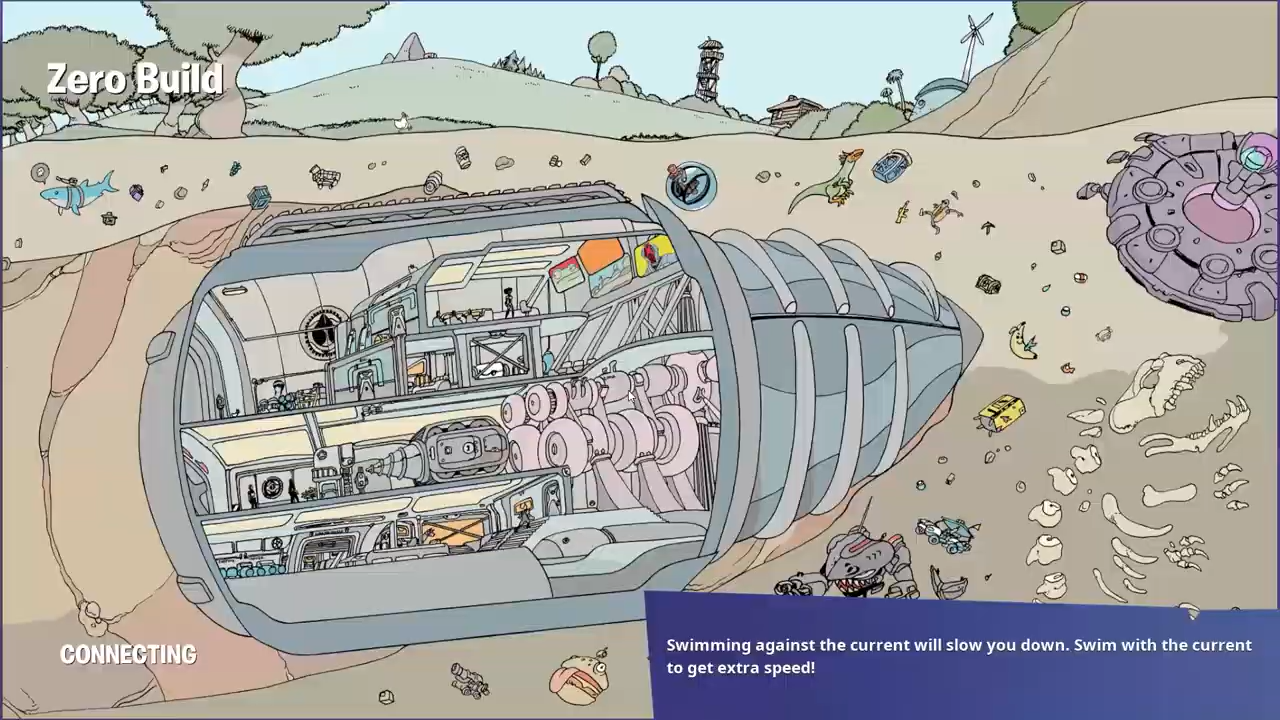 Zero Build
CONNECTING
Swimming against the current will slow you down. Swim with the current
to get extra speed!